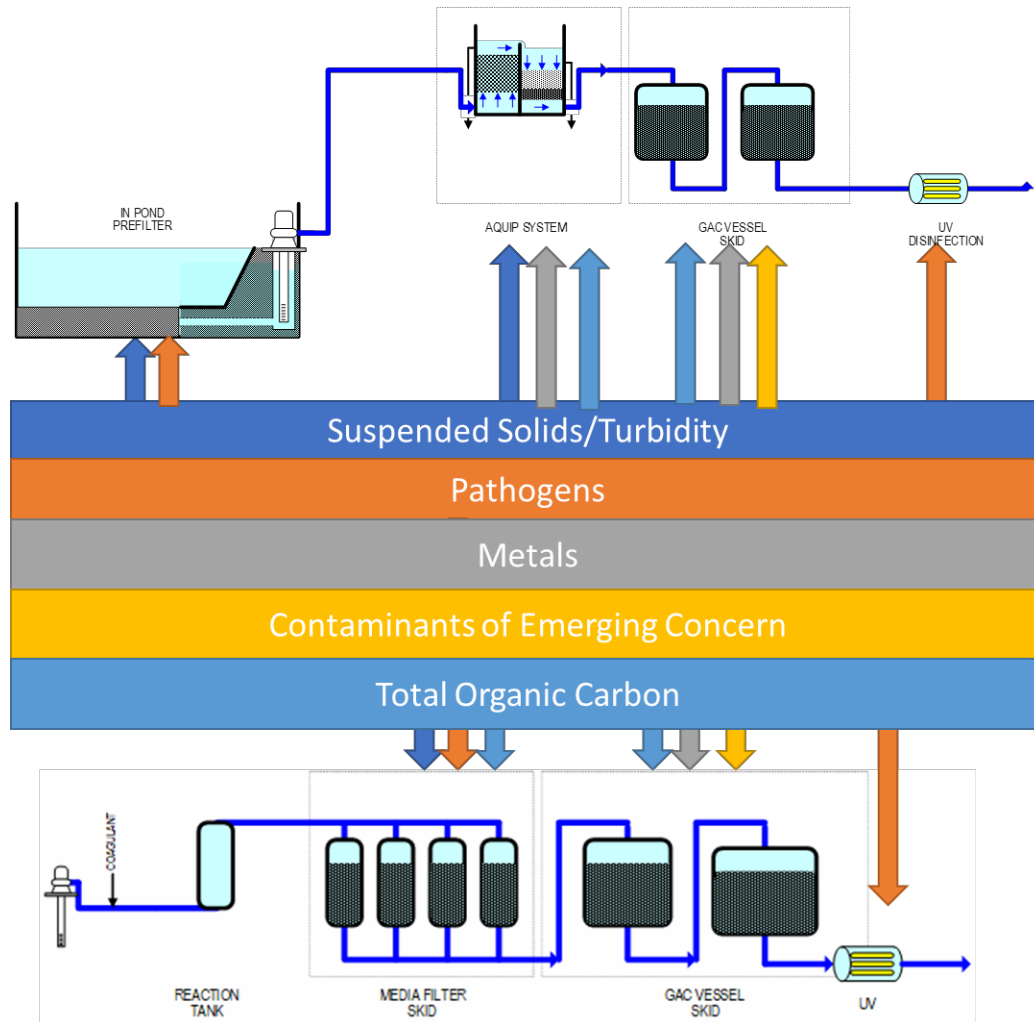 IN POND
PREFILTER
AQUIP SYSTEM
GAC VESSEL
SKID
UV
DISINFECTION
Suspended Solids/Turbidity
Pathogens
Metals
Contaminants of Emerging Concern
Total Organic Carbon
COAGULANT
REACTION
TANK
MEDIA FILTER
SKID
GAC VESSEL
SKID
UV